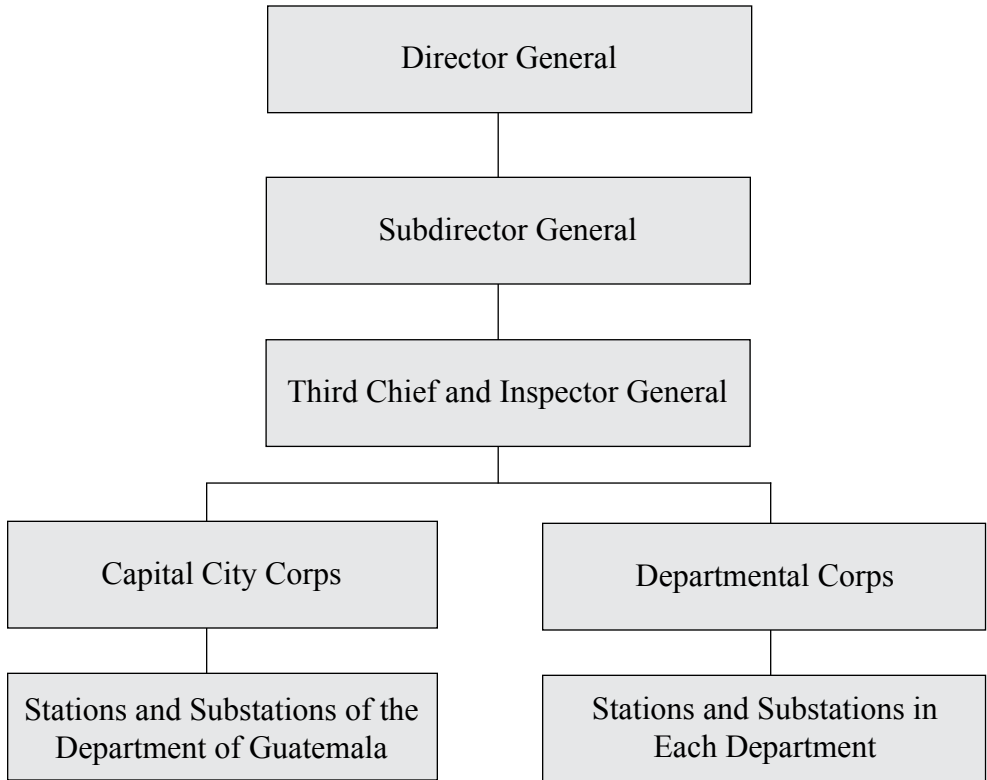 Director General
Subdirector General
Third Chief and Inspector General
Capital City Corps
Departmental Corps
Stations and Substations of the
Department of Guatemala
Stations and Substations in
Each Department